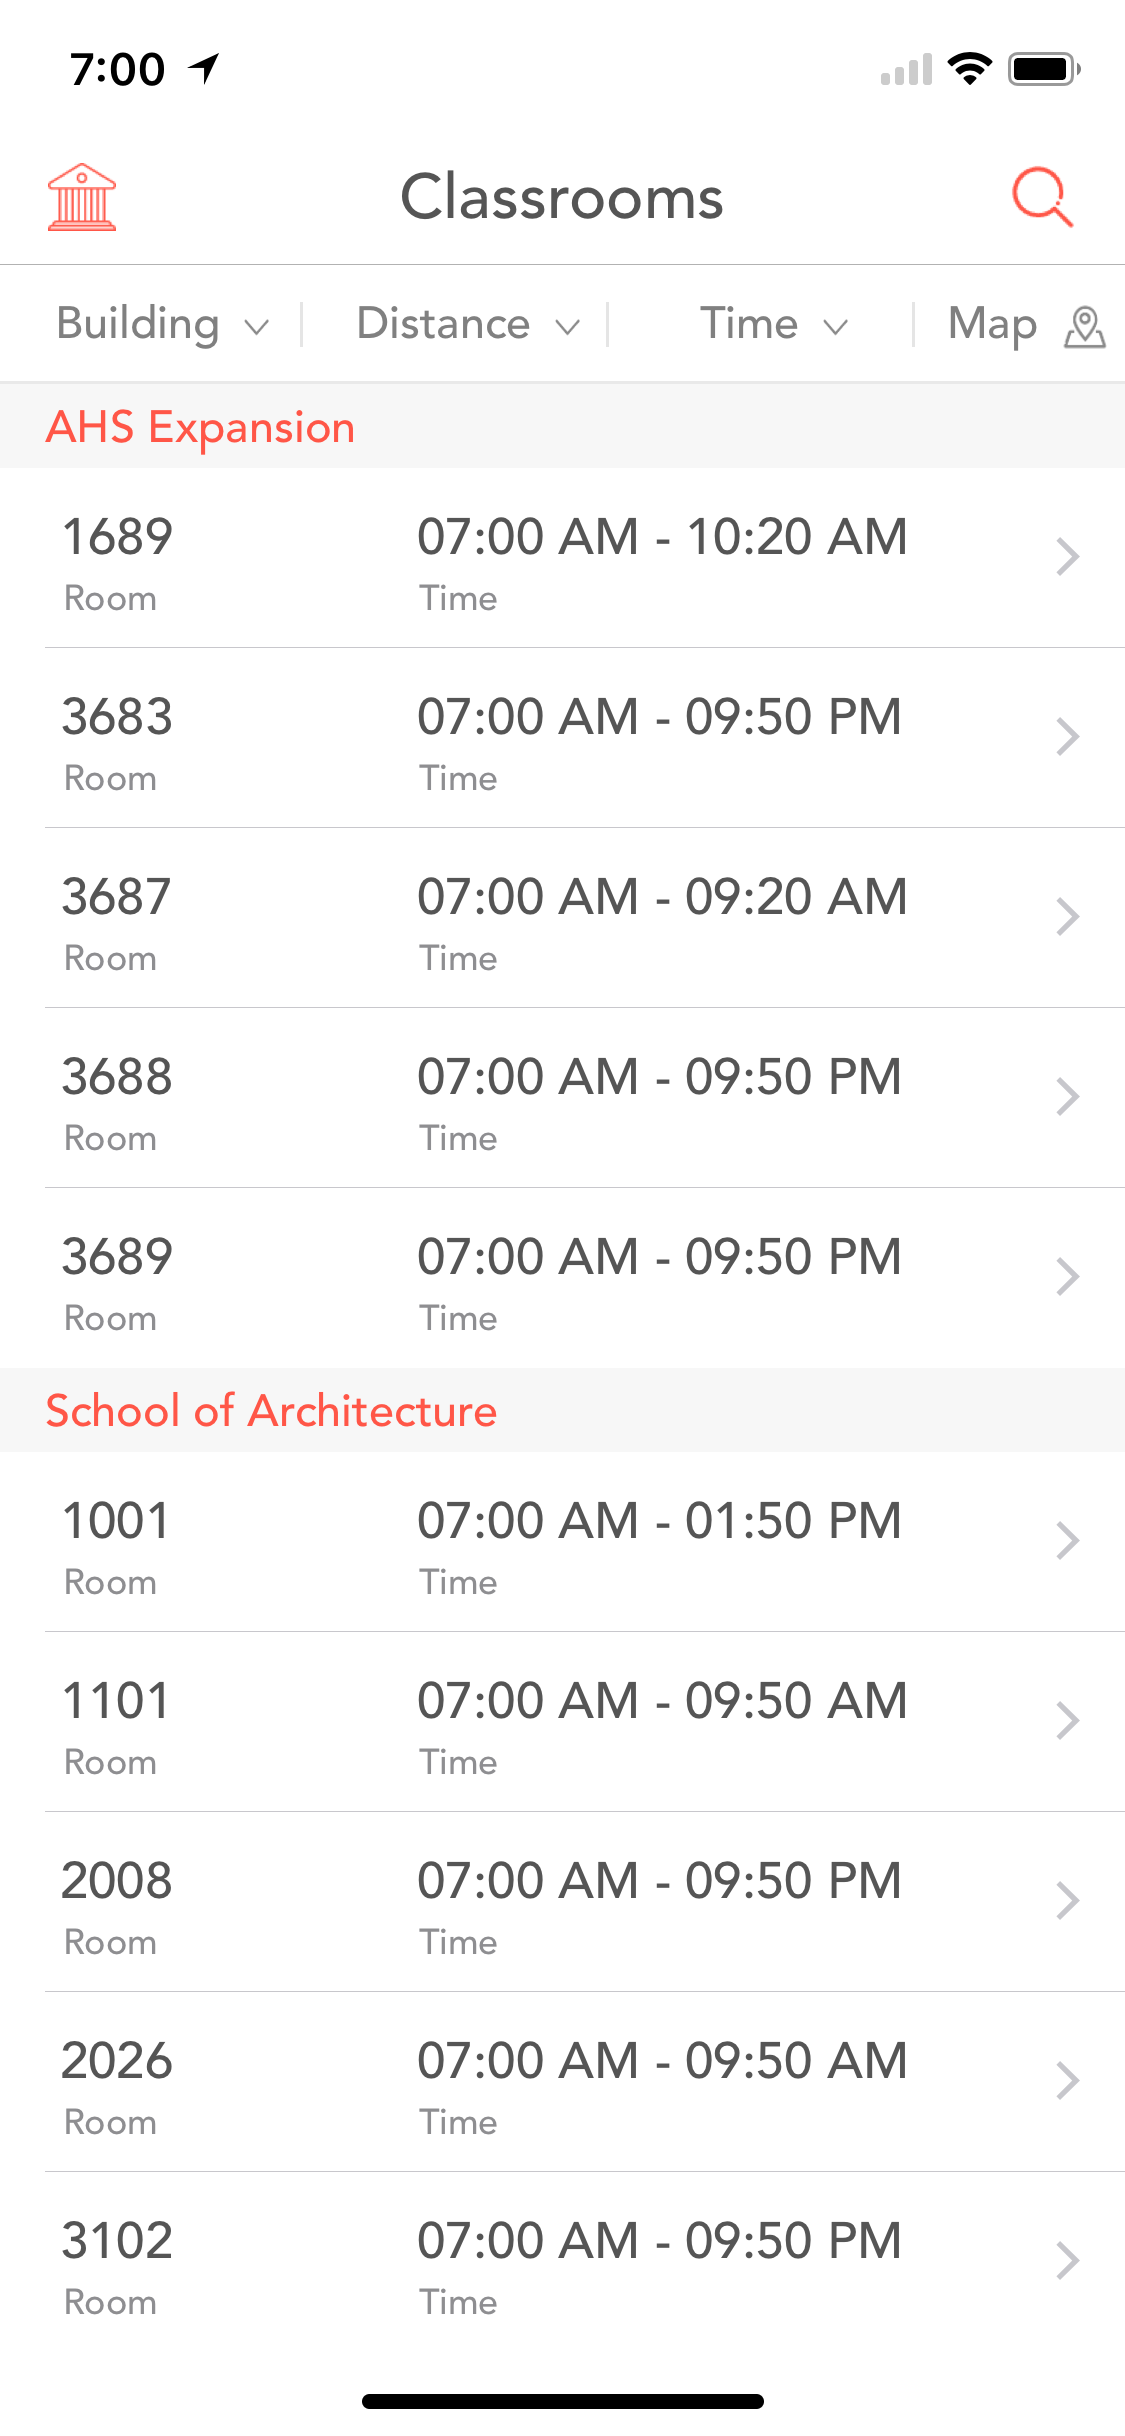 7:00
Classrooms
Building Distance Time Map
AHS Expansion
1689 07:00 AM - 10:20 AM
Room Time
3683 07:00 AM - 09:50 PM
Room Time
3687 07:00 AM - 09:20 AM
Room Time
3688 07:00 AM - 09:50 PM
Room Time
3689 07:00 AM - 09:50 PM
Room Time
School of Architecture
1001 07:00 AM - 01:50 PM
Room Time
1101 07:00 AM - 09:50 AM
Room Time
2008 07:00 AM - 09:50 PM
Room Time
2026 07:00 AM - 09:50 AM
Room Time
3102 07:00 AM - 09:50 PM
Room Time